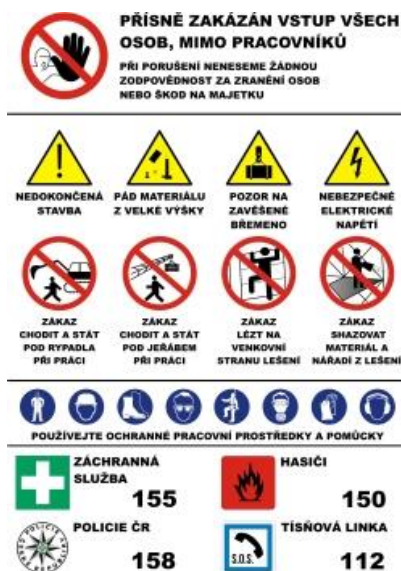 PŘÍSNĚ ZAKÁZÁN VSTUP VŠECH
OSOB, MIMO PRACOVNÍKŮ
PŘI PORUŠENÍ NENESEME ŽÁDNOU
ZODPOVĚDNOST ZA ZRANĚNÍ OSOB
NEBO ŠKOD NA MAJETKU
NEDOKONČENÁ
STAVBA
PÁD MATERIÁLU
Z VELKÉ VÝŠKY
POZOR NA
ZAVĚŠENÉ
BŘEMENO
NEBEZPEČNÉ
ELEKTRICKÉ
NAPĚTÍ
ZÁKAZ
CHODIT A STÁT
POD RYPADLA
PŘI PRÁCI
ZÁKAZ
CHODIT A STÁT
POD JEŘÁBEM
PŘI PRÁCI
ZÁKAZ
LÉZT NA
VENKOVNÍ
STRANU LEŠENÍ
ZÁKAZ
SHAZOVAT
MATERIÁL A
NÁŘADÍ Z LEŠENÍ
POUŽÍVEJTE OCHRANNÉ PRACOVNÍ PROSTŘEDKY A POMŮCKY
ZÁCHRANNÁ
SLUŽBA
155
HASIČI
150
POLICIE ČR
158
S.O.S.
TÍSŇOVÁ LINKA
112